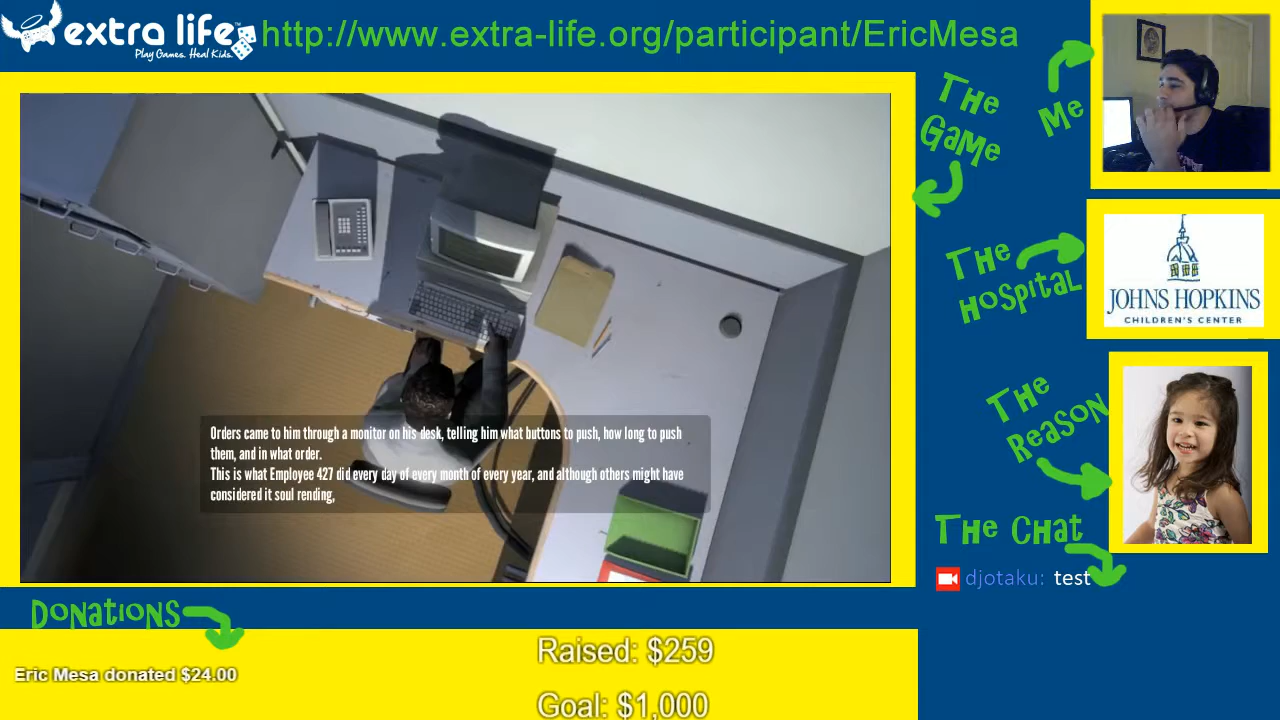 extra life
Play Games. Heal Kids.
http://www.extra-life.org/participant/EricMesa
THE GAME
Me
THE HOSPITAL
JOHNS HOPKINS
CHILDREN'S CENTER
THE REASON
THE CHAT
djotaku: test
Orders came to him through a monitor on his desk, telling him what buttons to push, how long to push
them, and in what order.
This is what Employee 427 did every day of every month of every year, and although others might have
considered it soul rending,
DONATIONS
Eric Mesa donated $24.00
Raised: $259
Goal: $1,000